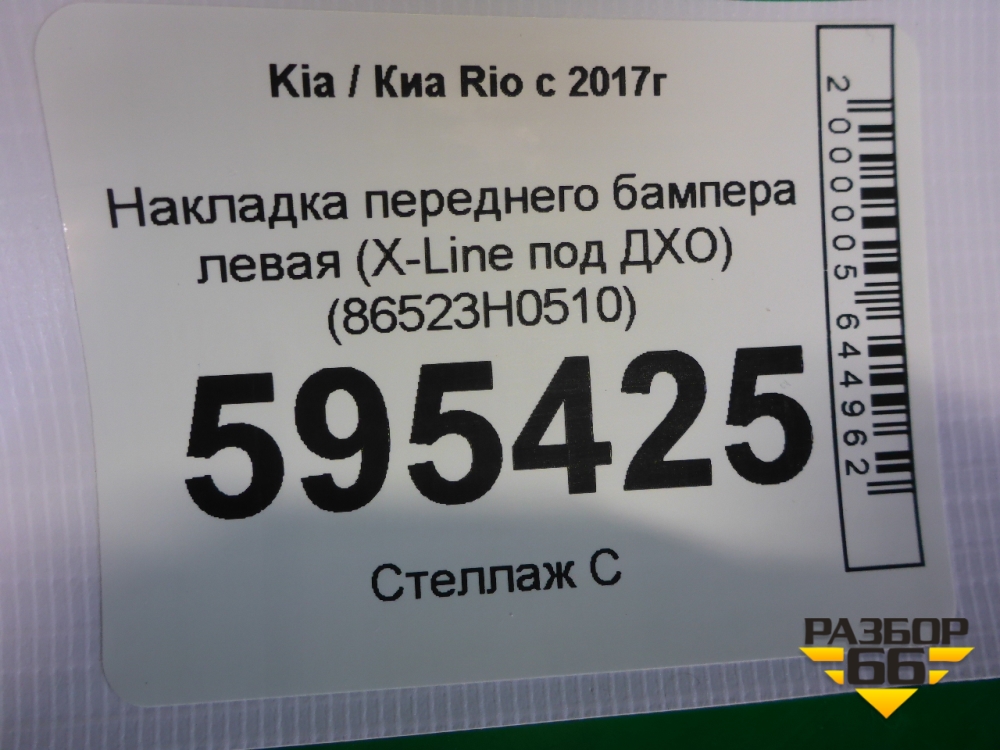 Kia / Киа Rio с 2017г
Накладка переднего бампера
левая (X-Line под ДХО)
(86523H0510)
595425
Стеллаж С
2000005644962
РАЗБОР
66